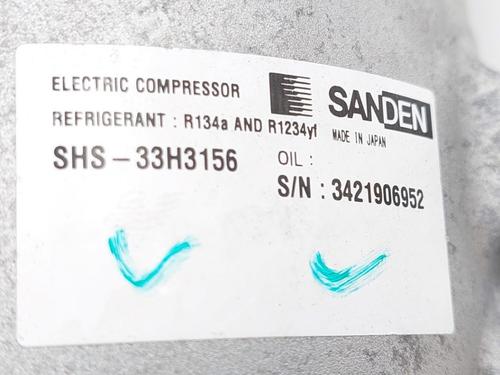 ELECTRIC COMPRESSOR
SANDEN
REFRIGERANT : R134a AND R1234yf
MADE IN JAPAN
SHS-33H3156
OIL :
S/N : 3421906952